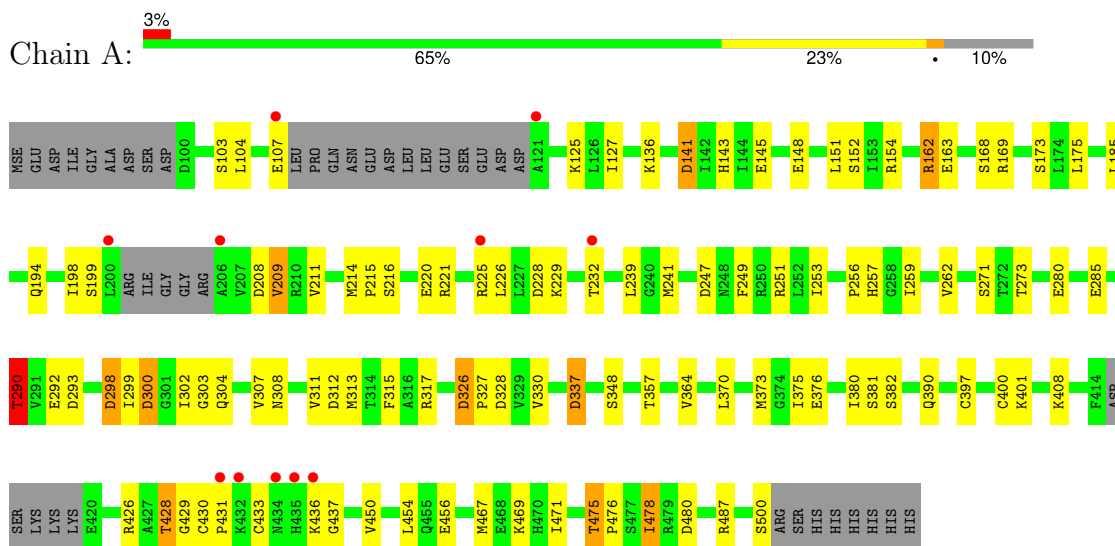 3%
Chain A:
65% 23% • 10%
MSE GLU ASP ILE GLY ALA ASP SER ASP D100 S103 L104 E107 LEU PRO GLN ASN GLU ASP LEU LEU GLU SER GLU ASP ASP A121 K125 L126 I127 K136 D141 I142 H143 I144 E145 E148 L151 S152 I153 R154 R162 E163 S168 R169 S173 L174 L175 L185
Q194 I198 S199 L200 ARG ILE GLY GLY ARG A206 V207 D208 V209 R210 V211 M214 P215 S216 E220 R221 R225 L226 L227 D228 K229 T232 L239 G240 M241 D247 N248 F249 R250 R251 L252 I253 P256 H257 G258 I259 V262 S271 T272 T273 E280 E285
T290 V291 E292 D293 D298 I299 D300 G301 I302 G303 Q304 V307 N308 V311 D312 M313 T314 F315 A316 R317 D326 P327 D328 V329 V330 D337 S348 T357 V364 L370 M373 G374 I375 E376 I380 S381 S382 Q390 C397 C400 K401 K408 F414 ASP
SER LYS LYS LYS E420 R426 A427 T428 G429 C430 P431 K432 C433 N434 H435 K436 G437 V450 L454 Q455 E456 M467 E468 K469 H470 I471 T475 P476 S477 I478 R479 D480 R487 S500 ARG SER HIS HIS HIS HIS HIS HIS